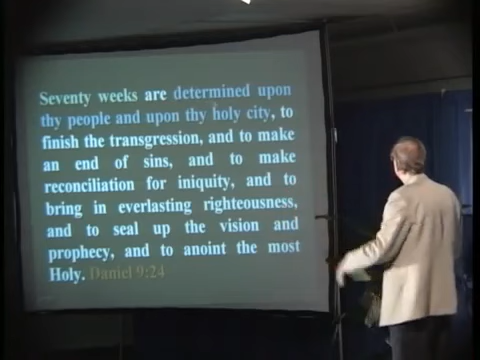 Seventy weeks are determined upon
thy people and upon thy holy city, to
finish the transgression, and to make
an end of sins, and to make
reconciliation for iniquity, and to
bring in everlasting righteousness,
and to seal up the vision and
prophecy, and to anoint the most
Holy. Daniel 9:24